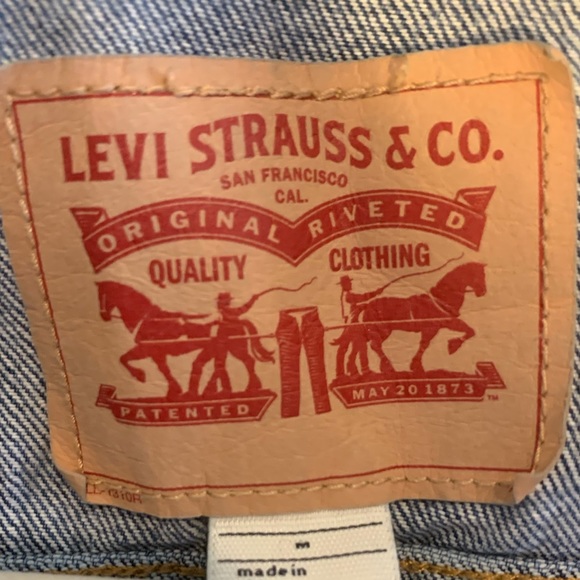 LEVI STRAUSS & CO.
SAN FRANCISCO
CAL.
ORIGINAL RIVETED
QUALITY CLOTHING
PATENTED MAY 20 1873 ™
M
made in